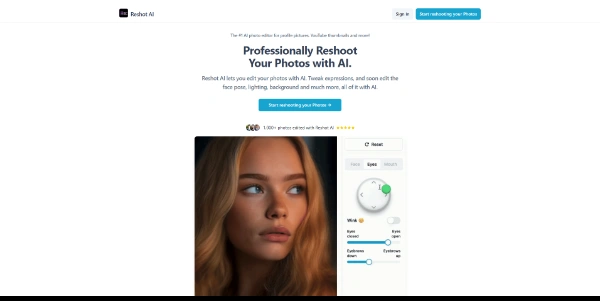 Reshot AI
Sign in
Start reshooting your Photos
The #1 AI photo editor for profile pictures, YouTube thumbnails and more!
Professionally Reshoot
Your Photos with AI.
Reshot AI lets you edit your photos with AI. Tweak expressions, and soon edit the
face pose, lighting, background and much more, all of it with AI.
Start reshooting your Photos →
1,000+ photos edited with Reshot AI
Reset
Face Eyes Mouth
Wink
Eyes closed Eyes open
Eyebrows down Eyebrows up